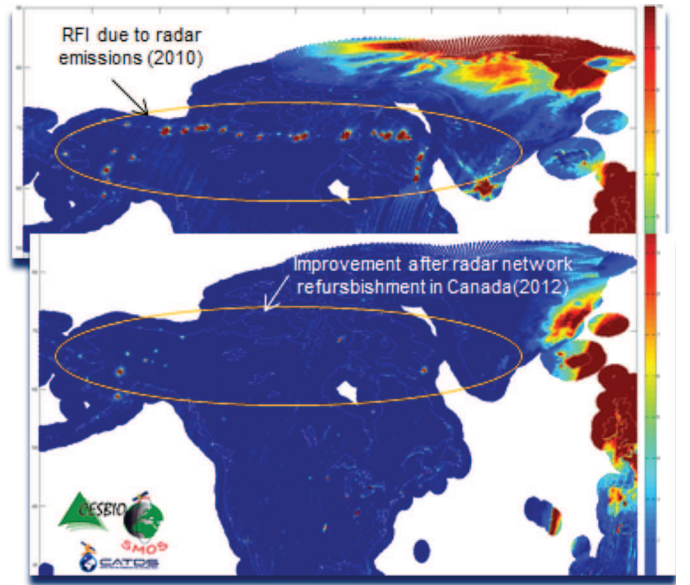 RFI due to radar
emissions (2010)
Improvement after radar network
refursbishment in Canada(2012)
CESBIO
SMOS
CATDS